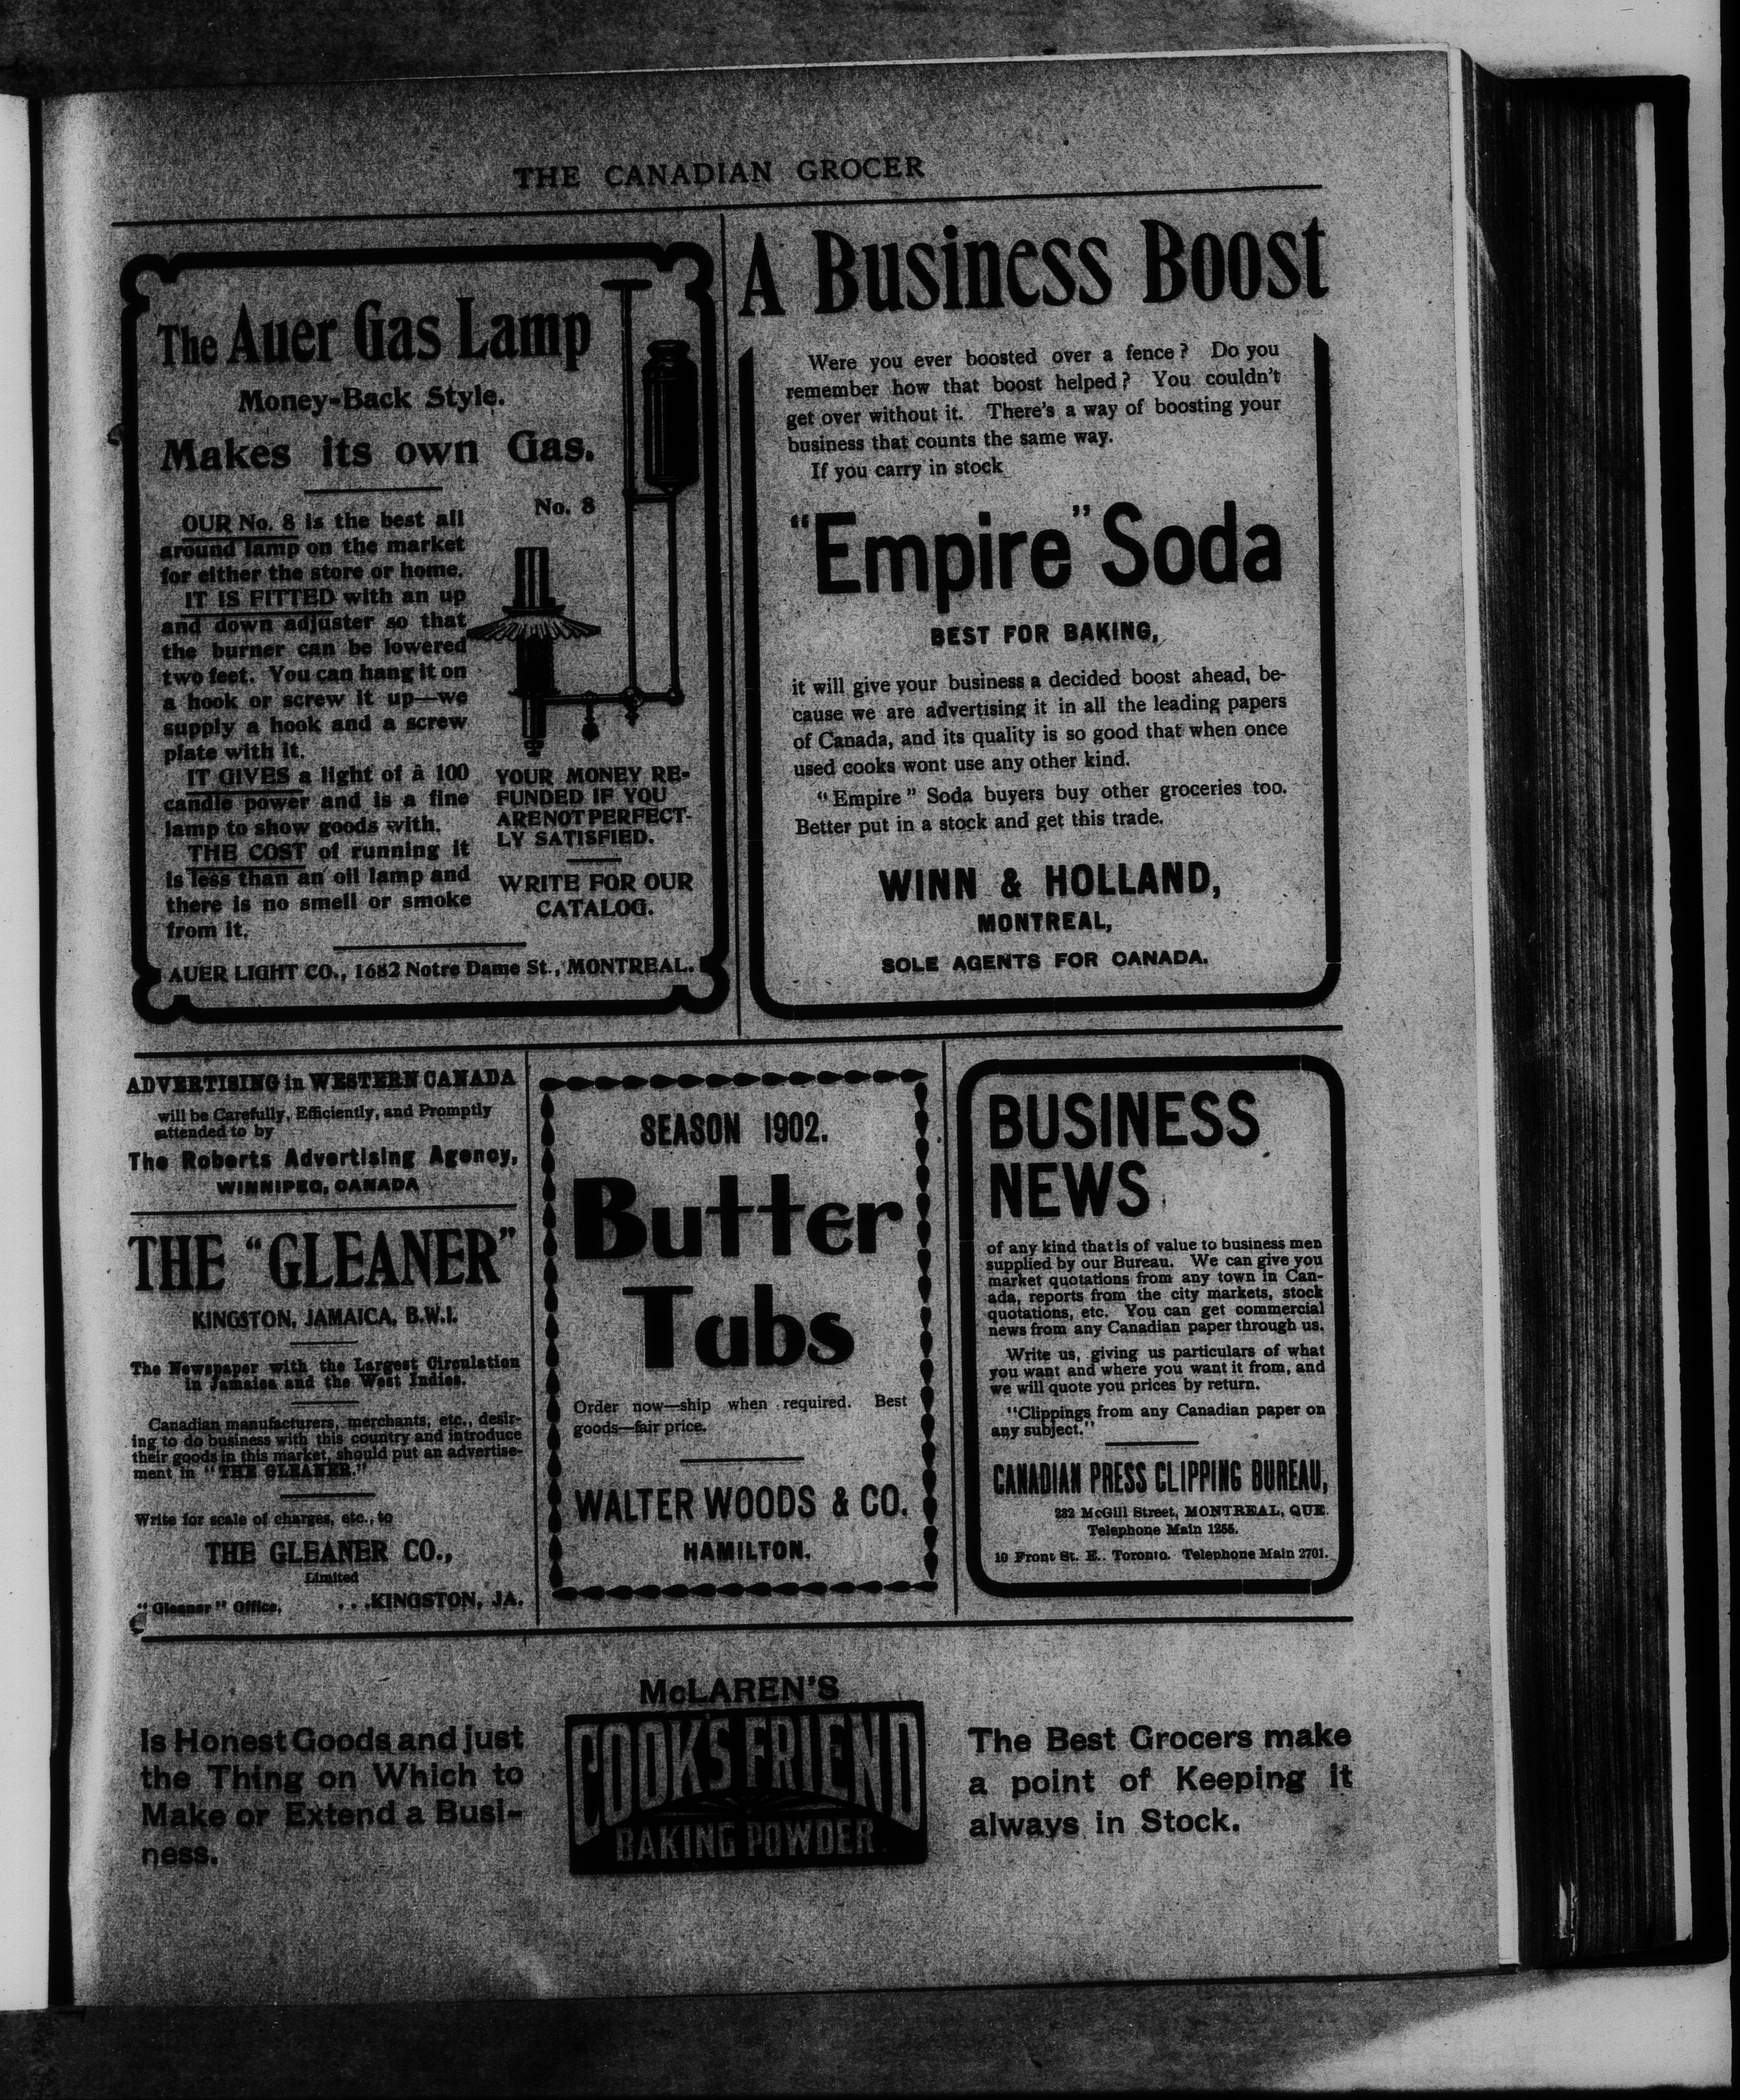 THE CANADIAN GROCER
The Auer Gas Lamp
Money-Back Style.
Makes its own Gas.
No. 8
OUR No. 8 is the best all
around lamp on the market
for either the store or home.
IT IS FITTED with an up
and down adjuster so that
the burner can be lowered
two feet. You can hang it on
a hook or screw it up—we
supply a hook and a screw
plate with it.
IT GIVES a light of a 100
candle power and is a fine
lamp to show goods with.
THE COST of running it
is less than an oil lamp and
there is no smell or smoke
from it.
YOUR MONEY RE-
FUNDED IF YOU
ARE NOT PERFECT-
LY SATISFIED.
WRITE FOR OUR
CATALOG.
AUER LIGHT CO., 1682 Notre Dame St., MONTREAL.
A Business Boost
Were you ever boosted over a fence? Do you
remember how that boost helped? You couldn't
get over without it. There's a way of boosting your
business that counts the same way.
If you carry in stock
"Empire" Soda
BEST FOR BAKING,
it will give your business a decided boost ahead, be-
cause we are advertising it in all the leading papers
of Canada, and its quality is so good that when once
used cooks wont use any other kind.
"Empire" Soda buyers buy other groceries too.
Better put in a stock and get this trade.
WINN & HOLLAND,
MONTREAL,
SOLE AGENTS FOR CANADA.
ADVERTISING in WESTERN CANADA
will be Carefully, Efficiently, and Promptly
attended to by
The Roberts Advertising Agency,
WINNIPEG, CANADA
THE "GLEANER"
KINGSTON, JAMAICA, B.W.I.
The Newspaper with the Largest Circulation
in Jamaica and the West Indies.
Canadian manufacturers, merchants, etc., desir-
ing to do business with this country and introduce
their goods in this market, should put an advertise-
ment in "THE GLEANER."
Write for scale of charges, etc., to
THE GLEANER CO.,
Limited
"Gleaner" Office, . . .KINGSTON, JA.
SEASON 1902.
Butter
Tubs
Order now—ship when required. Best
goods—fair price.
WALTER WOODS & CO.
HAMILTON.
BUSINESS
NEWS
of any kind that is of value to business men
supplied by our Bureau. We can give you
market quotations from any town in Can-
ada, reports from the city markets, stock
quotations, etc. You can get commercial
news from any Canadian paper through us.
Write us, giving us particulars of what
you want and where you want it from, and
we will quote you prices by return.
"Clippings from any Canadian paper on
any subject."
CANADIAN PRESS CLIPPING BUREAU,
232 McGill Street, MONTREAL, QUE.
Telephone Main 1255.
10 Front St. E., Toronto. Telephone Main 2701.
Is Honest Goods and just
the Thing on Which to
Make or Extend a Busi-
ness.
McLAREN'S
COOK'S FRIEND
BAKING POWDER
The Best Grocers make
a point of Keeping it
always in Stock.